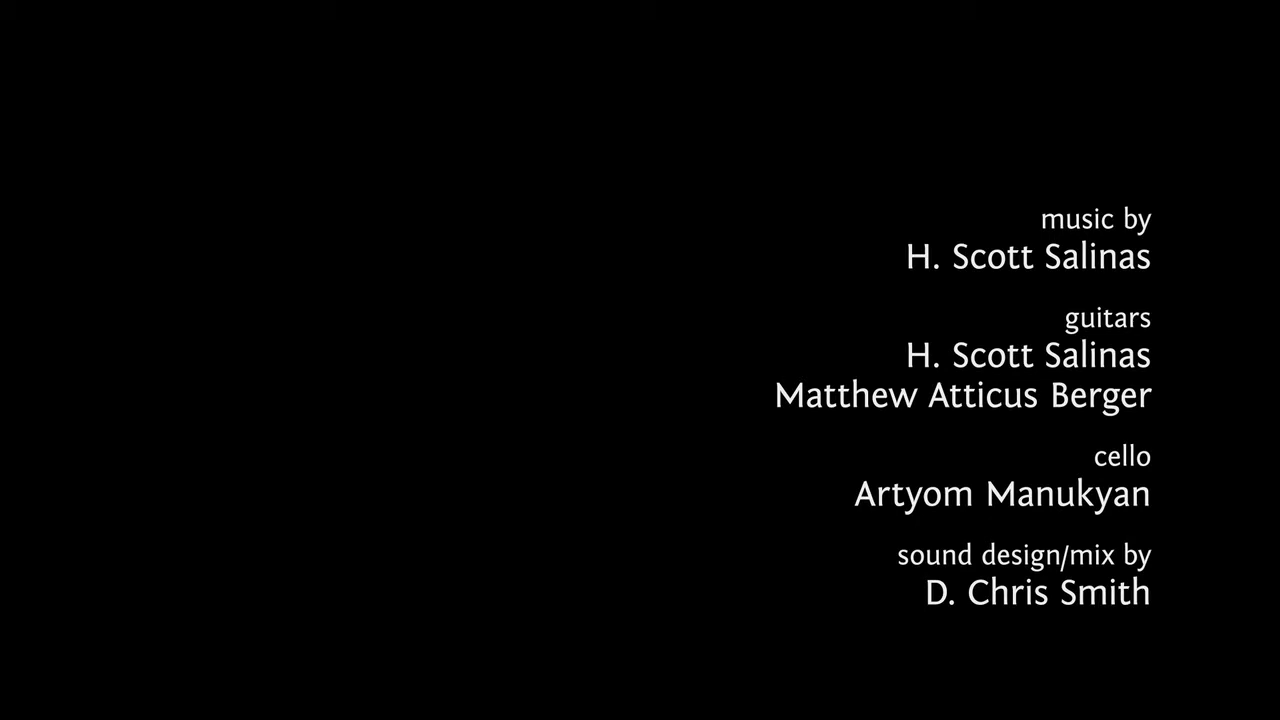 music by
H. Scott Salinas
guitars
H. Scott Salinas
Matthew Atticus Berger
cello
Artyom Manukyan
sound design/mix by
D. Chris Smith